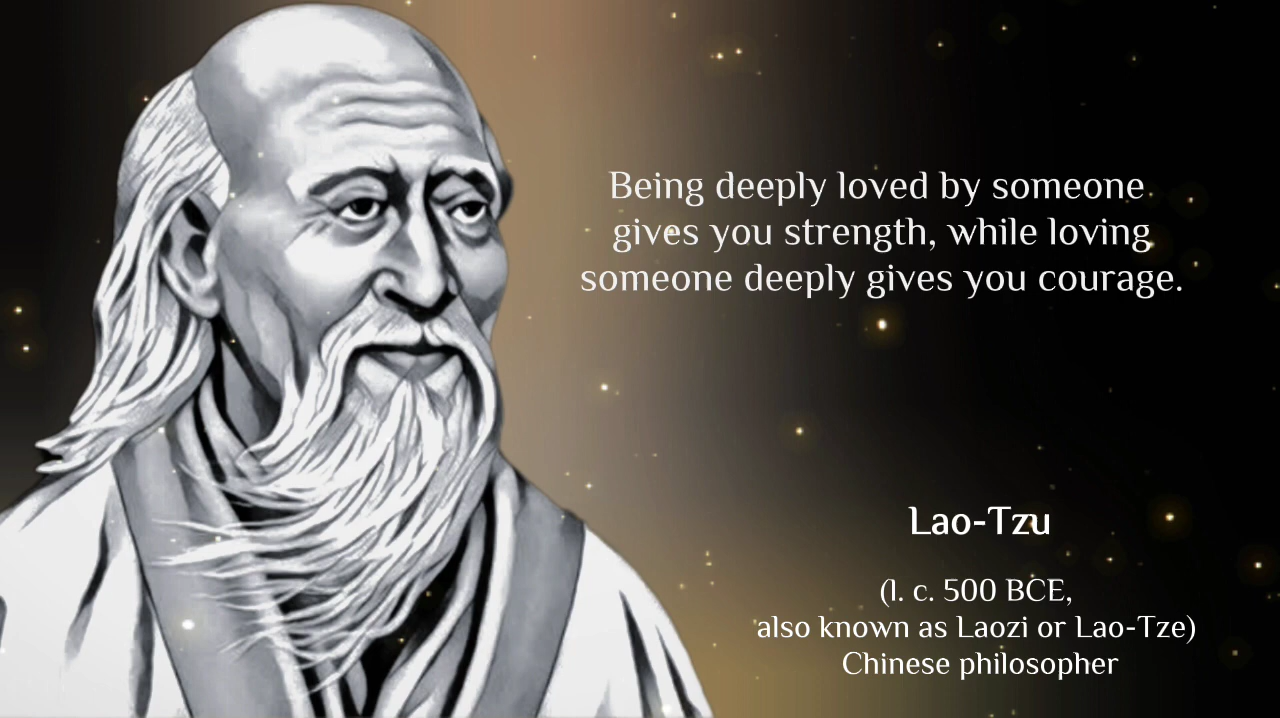 Being deeply loved by someone
gives you strength, while loving
someone deeply gives you courage.
Lao-Tzu
(l. c. 500 BCE,
also known as Laozi or Lao-Tze)
Chinese philosopher